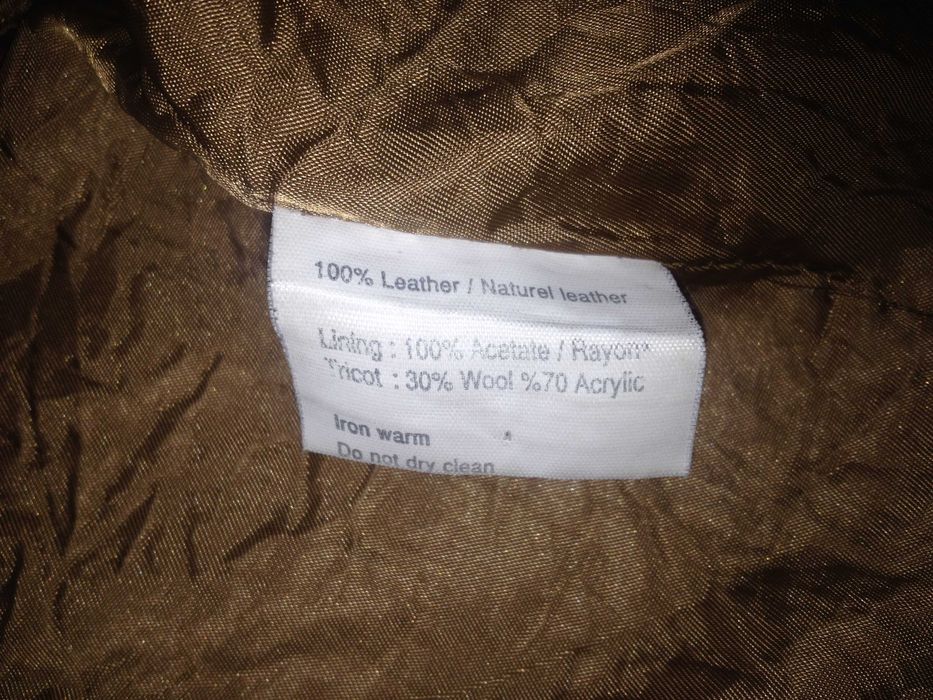 100% Leather / Naturel leather
Lining : 100% Acetate / Rayon*
Tricot : 30% Wool %70 Acrylic
Iron warm *
Do not dry clean